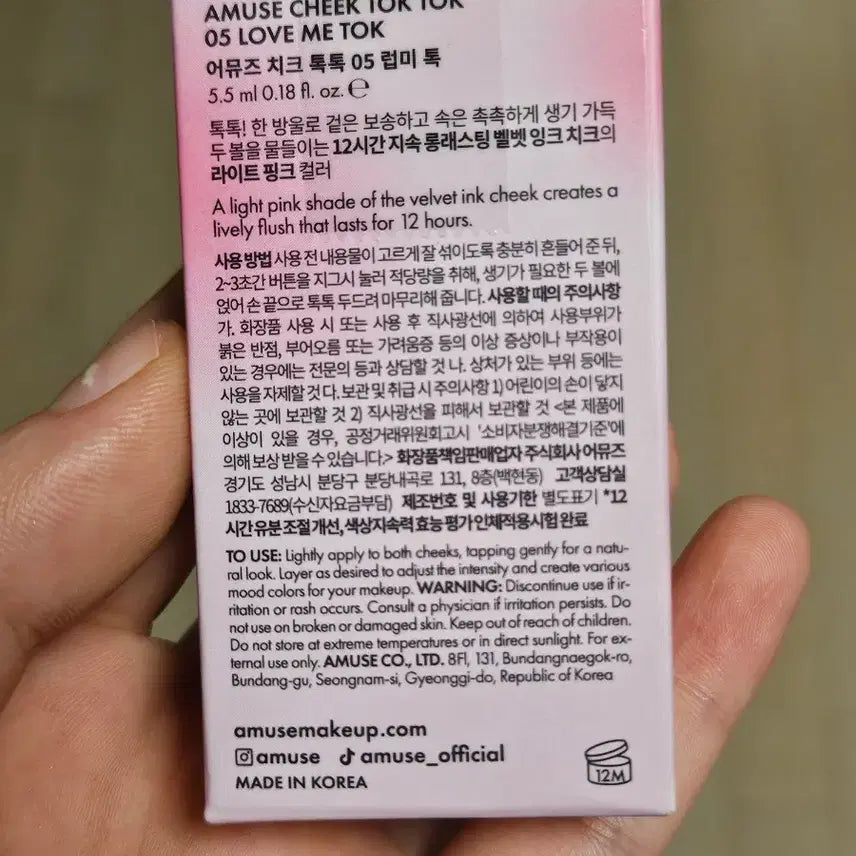 AMUSE CHEEK TOK TOK
05 LOVE ME TOK
어뮤즈 치크 톡톡 05 럽미 톡
5.5 ml 0.18 fl. oz. ℮
톡톡! 한 방울로 겉은 보송하고 속은 촉촉하게 생기 가득
두 볼을 물들이는 12시간 지속 롱래스팅 벨벳 잉크 치크의
라이트 핑크 컬러
A light pink shade of the velvet ink cheek creates a
lively flush that lasts for 12 hours.
사용 방법 사용 전 내용물이 고르게 잘 섞이도록 충분히 흔들어 준 뒤,
2~3초간 버튼을 지그시 눌러 적당량을 취해, 생기가 필요한 두 볼에
얹어 손 끝으로 톡톡 두드려 마무리해 줍니다. 사용할 때의 주의사항
가. 화장품 사용 시 또는 사용 후 직사광선에 의하여 사용부위가
붉은 반점, 부어오름 또는 가려움증 등의 이상 증상이나 부작용이
있는 경우에는 전문의 등과 상담할 것 나. 상처가 있는 부위 등에는
사용을 자제할 것 다. 보관 및 취급 시 주의사항 1) 어린이의 손이 닿지
않는 곳에 보관할 것 2) 직사광선을 피해서 보관할 것 <본 제품에
이상이 있을 경우, 공정거래위원회고시 '소비자분쟁해결기준'에
의해 보상 받을 수 있습니다.> 화장품책임판매업자 주식회사 어뮤즈
경기도 성남시 분당구 분당내곡로 131, 8층(백현동) 고객상담실
1833-7689(수신자요금부담) 제조번호 및 사용기한 별도표기 *12
시간 유분 조절 개선, 색상지속력 효능 평가 인체적용시험 완료
TO USE: Lightly apply to both cheeks, tapping gently for a natu-
ral look. Layer as desired to adjust the intensity and create various
mood colors for your makeup. WARNING: Discontinue use if ir-
ritation or rash occurs. Consult a physician if irritation persists. Do
not use on broken or damaged skin. Keep out of reach of children.
Do not store at extreme temperatures or in direct sunlight. For ex-
ternal use only. AMUSE CO., LTD. 8Fl, 131, Bundangnaegok-ro,
Bundang-gu, Seongnam-si, Gyeonggi-do, Republic of Korea
amusemakeup.com
amuse amuse_official
MADE IN KOREA
12M